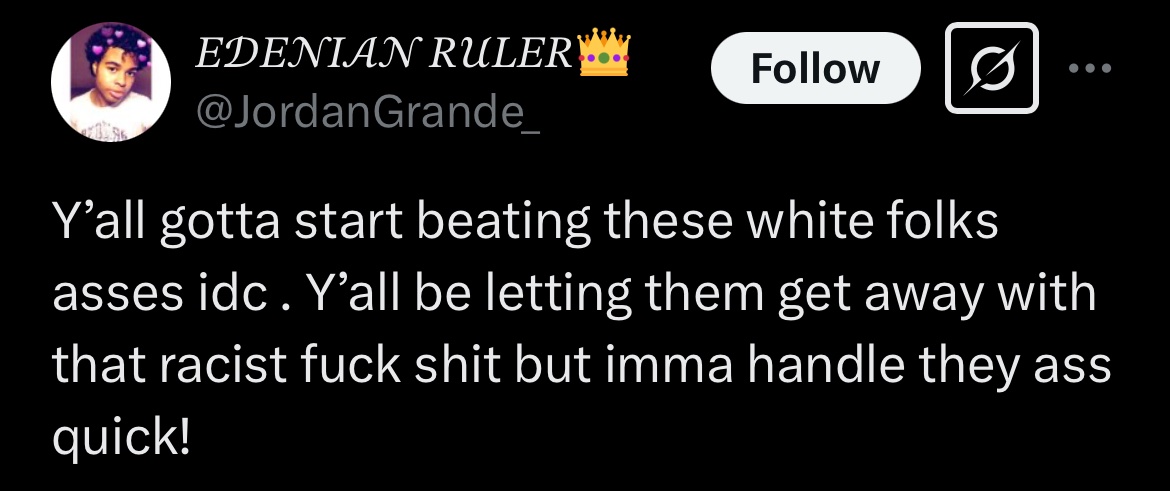 EDENIAN RULER👑
Follow
@JordanGrande_
Y’all gotta start beating these white folks
asses idc . Y’all be letting them get away with
that racist fuck shit but imma handle they ass
quick!